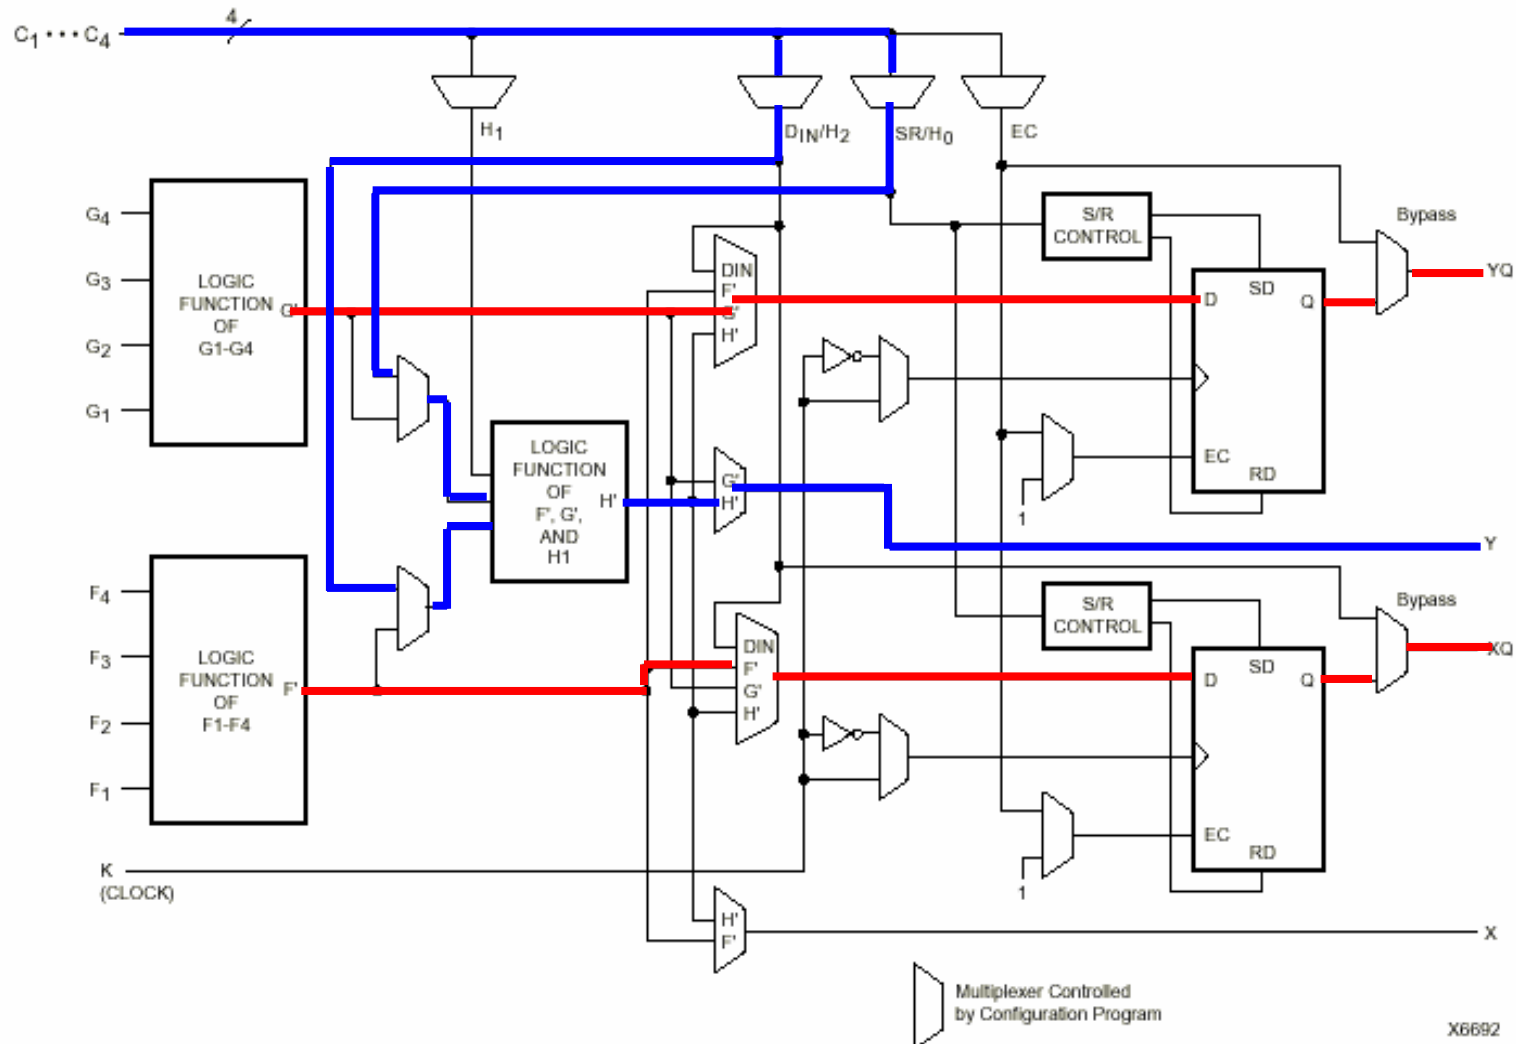 4
C1 • • • C4
H1
DIN/H2
SR/H0
EC
G4
G3
G2
G1
LOGIC
FUNCTION
OF
G1-G4
G'
DIN
F'
G'
H'
S/R
CONTROL
Bypass
YQ
D
SD
Q
EC
RD
1
LOGIC
FUNCTION
OF
F', G',
AND
H1
H'
G'
H'
Y
F4
F3
F2
F1
LOGIC
FUNCTION
OF
F1-F4
F'
DIN
F'
G'
H'
S/R
CONTROL
Bypass
XQ
D
SD
Q
EC
RD
1
K
(CLOCK)
H'
F'
X
Multiplexer Controlled
by Configuration Program
X6692